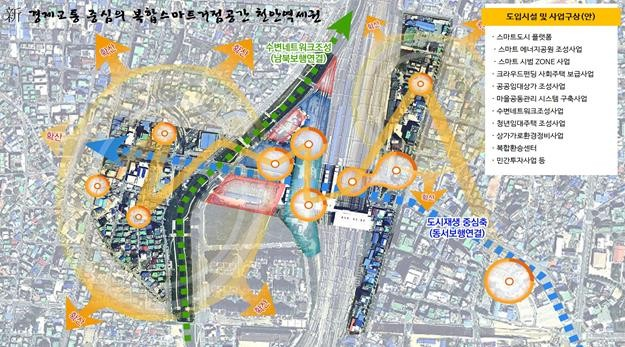 新 경제교통 중심의 복합스마트거점공간 천안역세권
도입시설 및 사업구상(안)
· 스마트도시 플랫폼
· 스마트 에너지공원 조성사업
· 스마트 시범 ZONE 사업
· 크라우드펀딩 사회주택 보급사업
· 공공임대상가 조성사업
· 마을공동관리 시스템 구축사업
· 수변네트워크조성사업
· 청년임대주택 조성사업
· 상가가로환경정비사업
· 복합환승센터
· 민간투자사업 등
수변네트워크조성
(남북보행연결)
확산
확산
확산
확산
확산
확산
확산
도시재생 중심축
(동서보행연결)